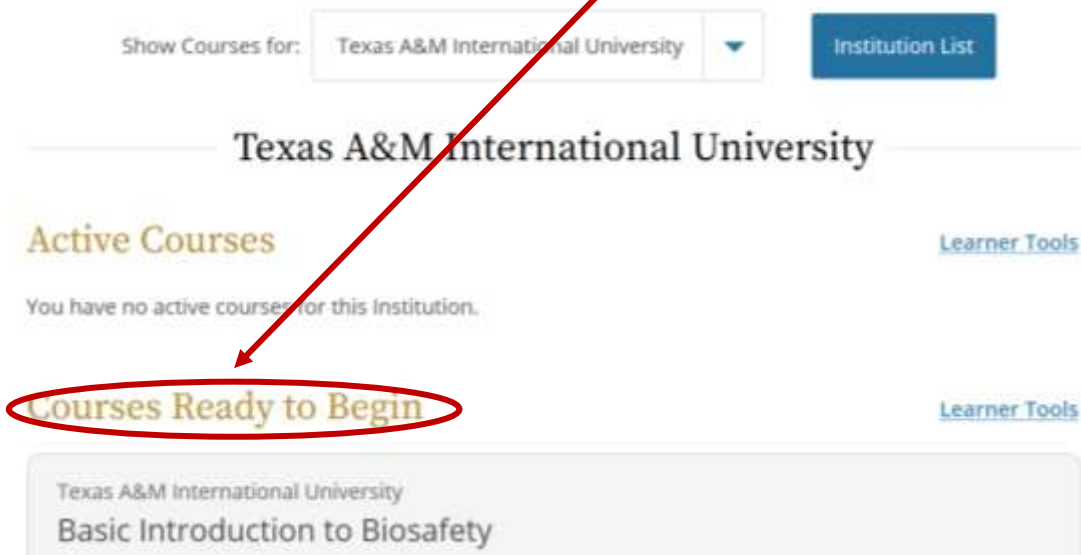 Show Courses for: Texas A&M International University Institution List
Texas A&M International University
Active Courses Learner Tools
You have no active courses for this Institution.
Courses Ready to Begin Learner Tools
Texas A&M International University
Basic Introduction to Biosafety